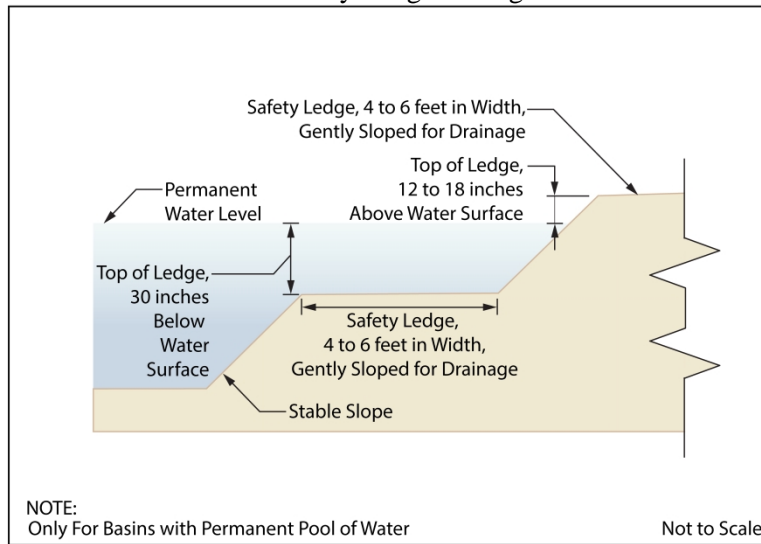 Safety Ledge, 4 to 6 feet in Width,
Gently Sloped for Drainage
Top of Ledge,
12 to 18 inches
Above Water Surface
Permanent
Water Level
Top of Ledge,
30 inches
Below
Water
Surface
Safety Ledge,
4 to 6 feet in Width,
Gently Sloped for Drainage
Stable Slope
NOTE:
Only For Basins with Permanent Pool of Water
Not to Scale